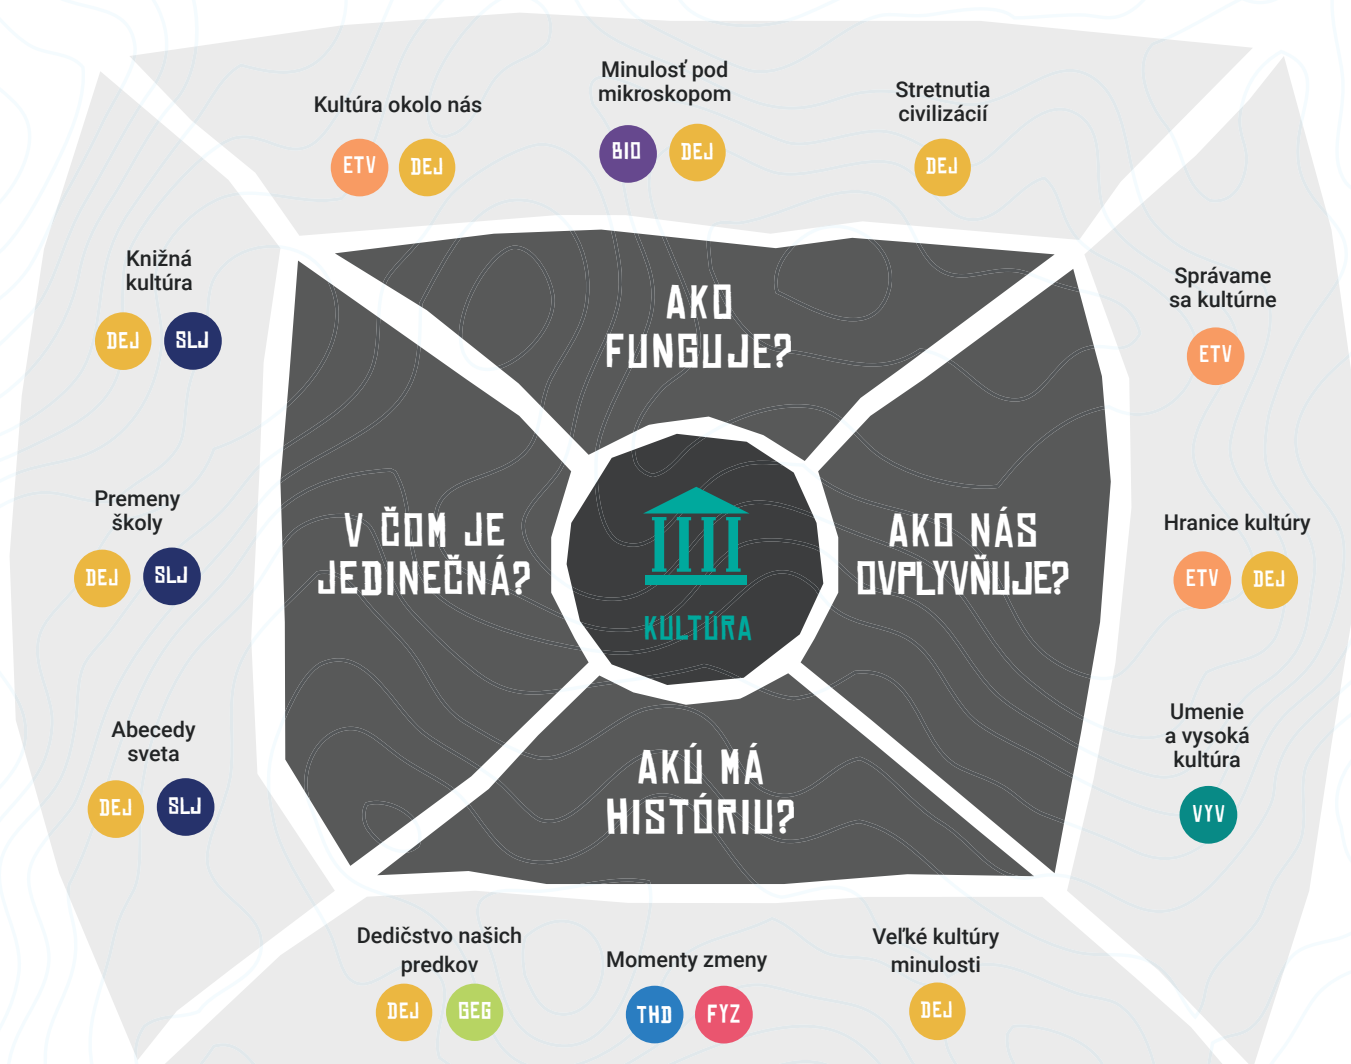 Kultúra okolo nás
ETV DEJ
Minulosť pod
mikroskopom
BIO DEJ
Stretnutia
civilizácií
DEJ
Knižná
kultúra
DEJ SLJ
Premeny
školy
DEJ SLJ
Abecedy
sveta
DEJ SLJ
AKO
FUNGUJE?
V ČOM JE
JEDINEČNÁ?
KULTÚRA
AKO NÁS
OVPLYVŇUJE?
AKÚ MÁ
HISTÓRIU?
Správame
sa kultúrne
ETV
Hranice kultúry
ETV DEJ
Umenie
a vysoká
kultúra
VYV
Dedičstvo našich
predkov
DEJ GEG
Momenty zmeny
THD FYZ
Veľké kultúry
minulosti
DEJ